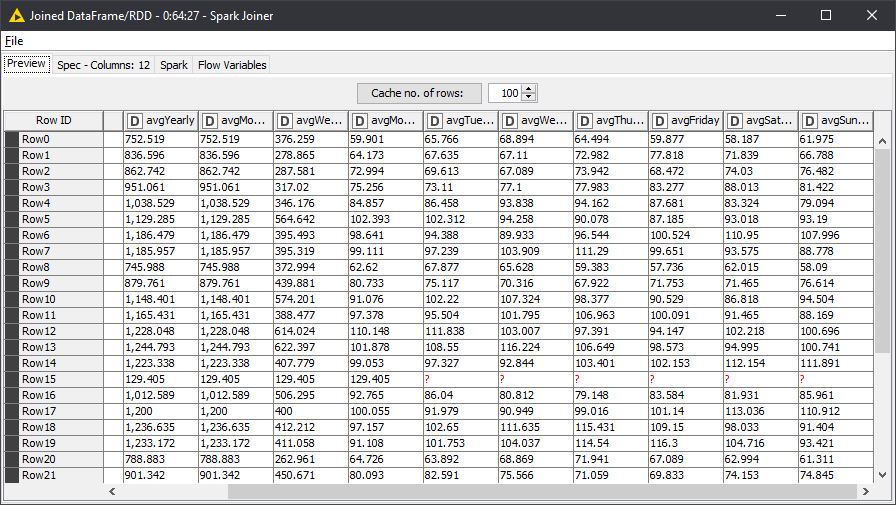 Joined DataFrame/RDD - 0:64:27 - Spark Joiner
File
Preview Spec - Columns: 12 Spark Flow Variables
Cache no. of rows: 100
Row ID D avgYearly D avgMo... D avgWe... D avgMo... D avgTue... D avgWe... D avgThu... D avgFriday D avgSat... D avgSun...
Row0 752.519 752.519 376.259 59.901 65.766 68.894 64.494 59.877 58.187 61.975
Row1 836.596 836.596 278.865 64.173 67.635 67.11 72.982 77.818 71.839 66.788
Row2 862.742 862.742 287.581 72.994 69.613 67.089 73.942 68.472 74.03 76.482
Row3 951.061 951.061 317.02 75.256 73.11 77.1 77.983 83.277 88.013 81.422
Row4 1,038.529 1,038.529 346.176 84.857 86.458 93.838 94.162 87.681 83.324 79.094
Row5 1,129.285 1,129.285 564.642 102.393 102.312 94.258 90.078 87.185 93.018 93.19
Row6 1,186.479 1,186.479 395.493 98.641 94.388 89.933 96.544 100.524 110.95 107.996
Row7 1,185.957 1,185.957 395.319 99.111 97.239 103.909 111.29 99.651 93.575 88.778
Row8 745.988 745.988 372.994 62.62 67.877 65.628 59.383 57.736 62.015 58.09
Row9 879.761 879.761 439.881 80.733 75.117 70.316 67.922 71.753 71.465 76.614
Row10 1,148.401 1,148.401 574.201 91.076 102.22 107.324 98.377 90.529 86.818 94.504
Row11 1,165.431 1,165.431 388.477 97.378 95.504 101.795 106.963 100.091 91.465 88.169
Row12 1,228.048 1,228.048 614.024 110.148 111.838 103.007 97.391 94.147 102.218 100.696
Row13 1,244.793 1,244.793 622.397 101.878 108.55 116.224 106.649 98.573 94.995 100.741
Row14 1,223.338 1,223.338 407.779 99.053 97.327 92.844 103.401 102.153 112.154 111.891
Row15 129.405 129.405 129.405 129.405 ? ? ? ? ? ?
Row16 1,012.589 1,012.589 506.295 92.765 86.04 80.812 79.148 83.584 81.931 85.961
Row17 1,200 1,200 400 100.055 91.979 90.949 99.016 101.14 113.036 110.912
Row18 1,236.635 1,236.635 412.212 97.157 102.65 111.635 115.431 109.15 98.033 91.404
Row19 1,233.172 1,233.172 411.058 91.108 101.753 104.037 114.54 116.3 104.716 93.421
Row20 788.883 788.883 262.961 64.726 63.892 68.869 71.941 67.089 62.994 61.311
Row21 901.342 901.342 450.671 80.093 82.591 75.566 71.059 69.833 74.153 74.845